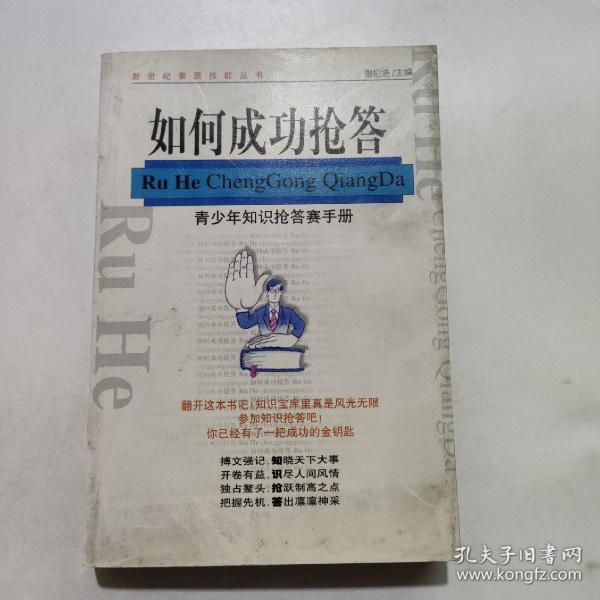 新世纪素质技能丛书
谢伦浩/主编
如何成功抢答
Ru He ChengGong QiangDa
青少年知识抢答赛手册
Ru He
Ru He chengGong QiangDa
翻开这本书吧!知识宝库里真是风光无限
参加知识抢答吧!
你已经有了一把成功的金钥匙
搏文强记,知晓天下大事
开卷有益,识尽人间风情
独占鳌头,抢跃制高之点
把握先机,答出凛凛神采
孔夫子旧书网
www.kongfz.com